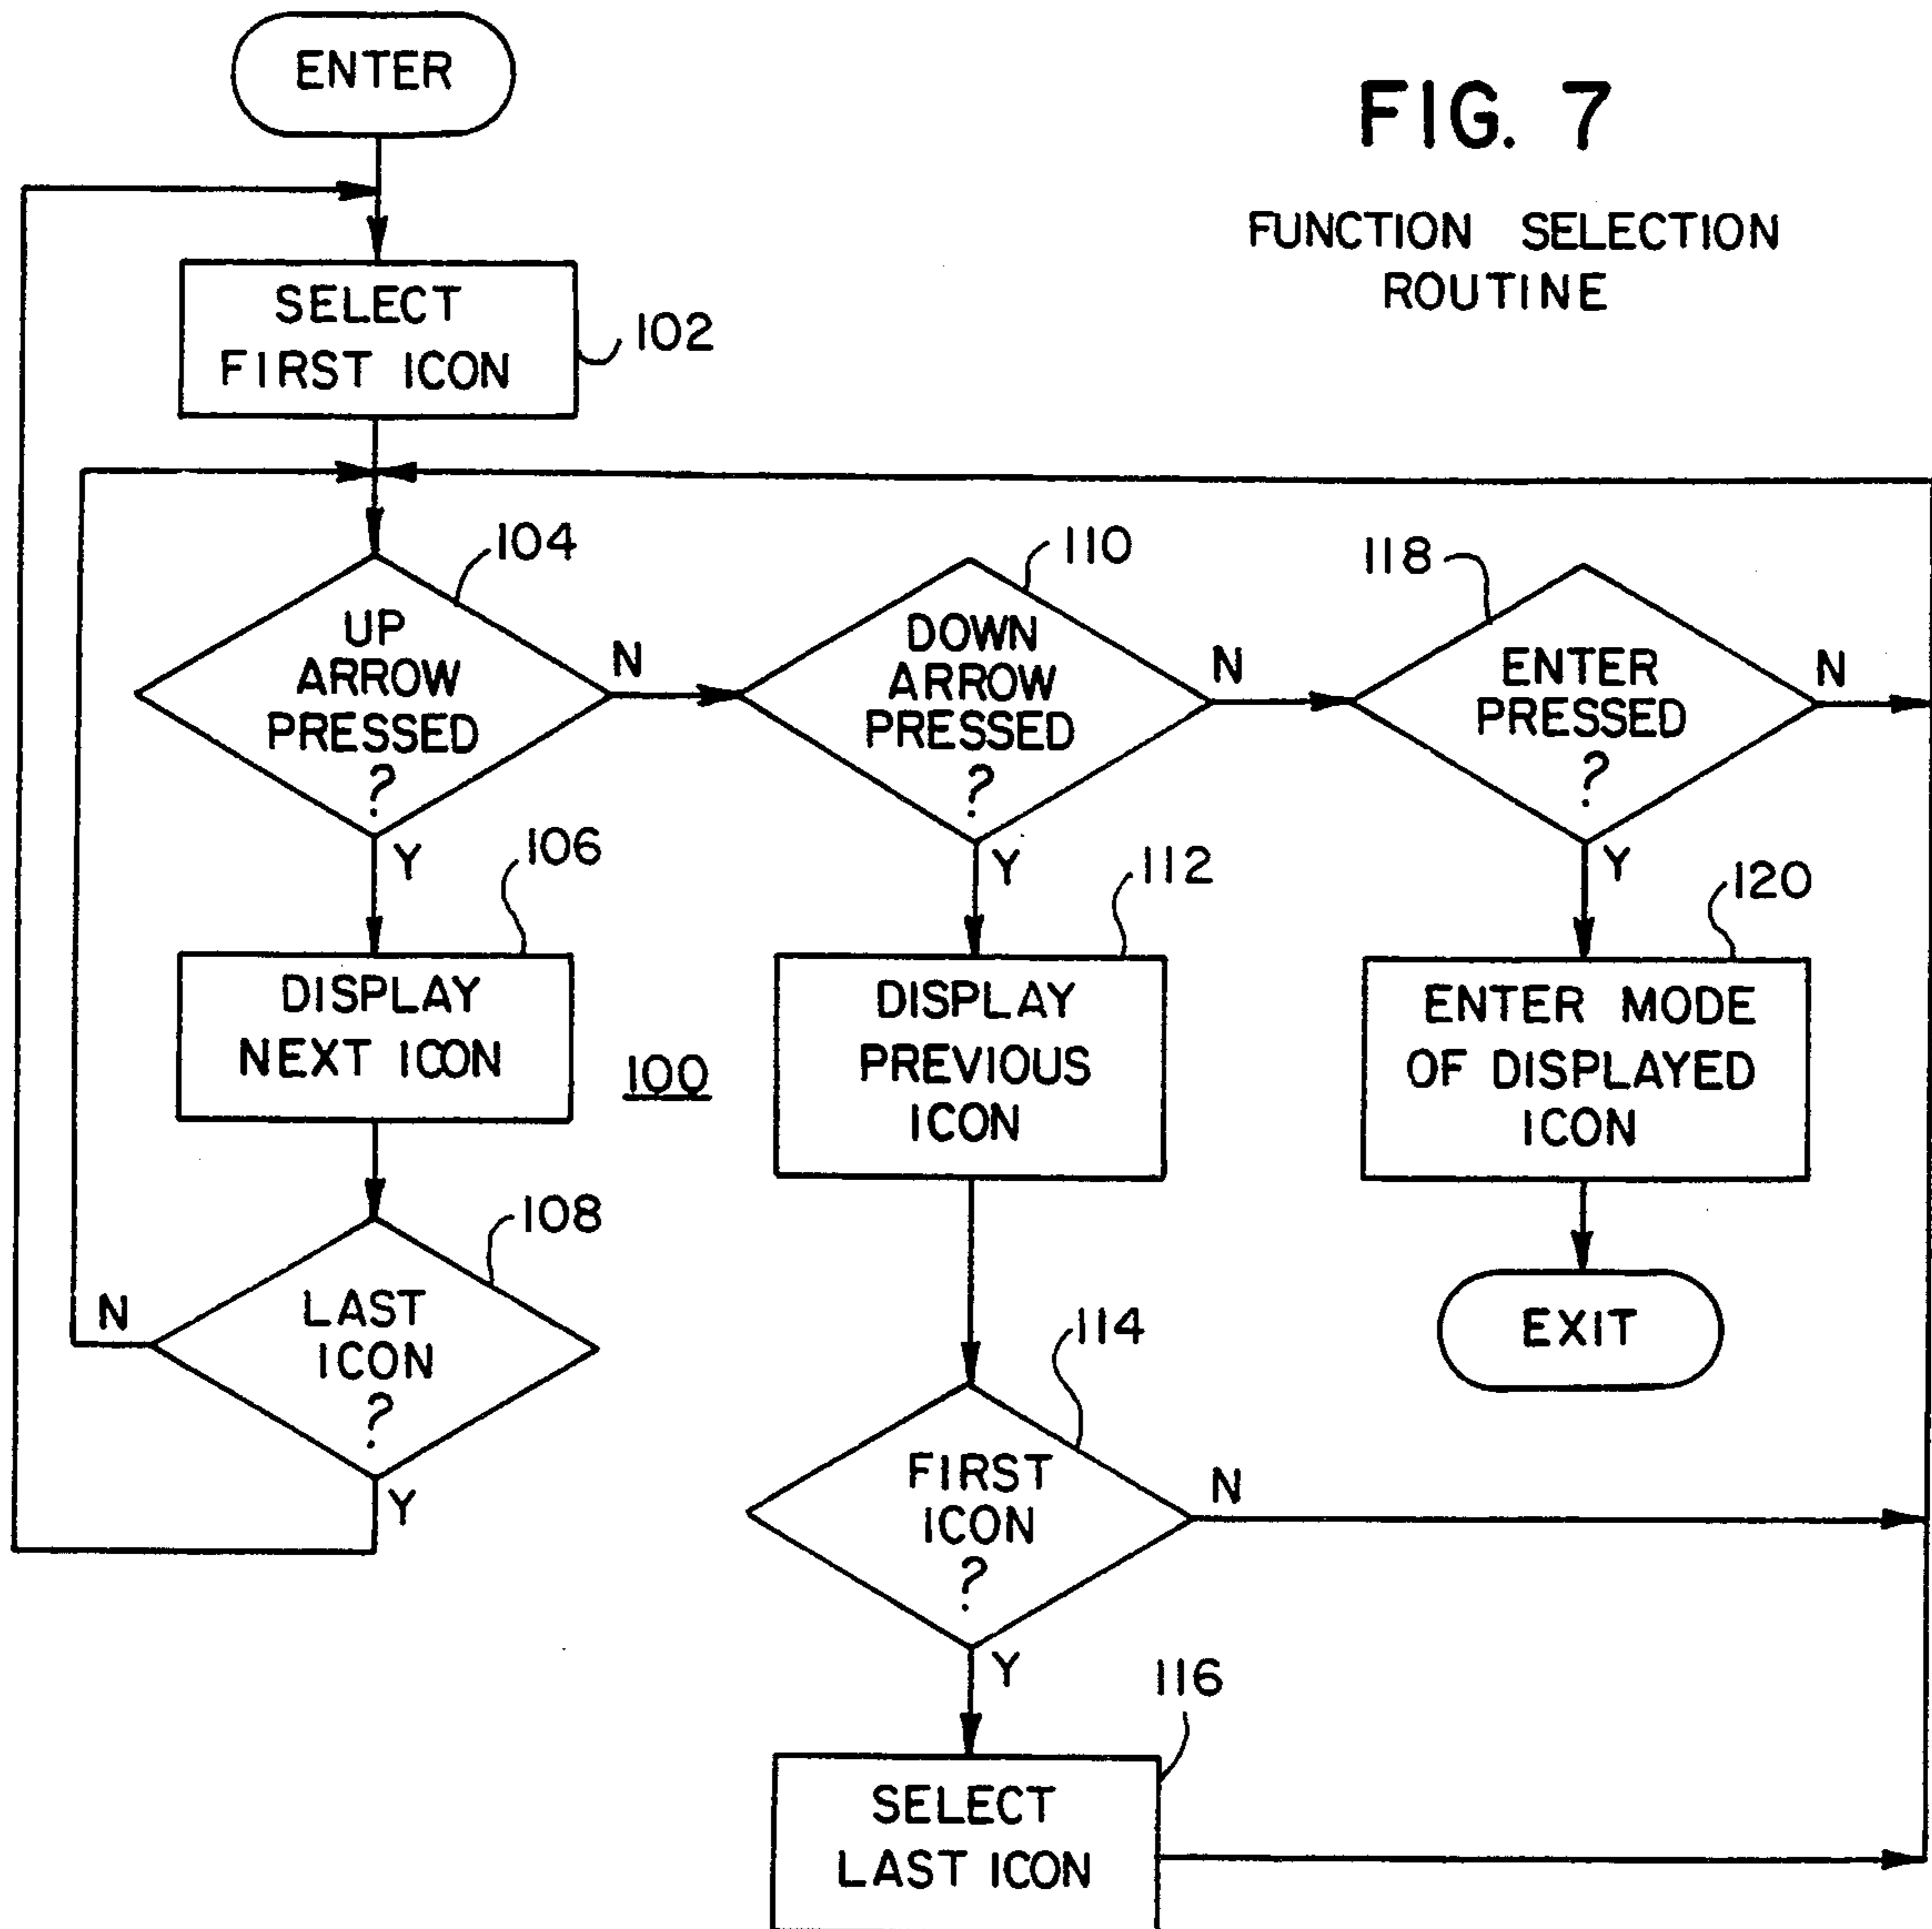 ENTER
FIG. 7
FUNCTION SELECTION
ROUTINE
SELECT
FIRST ICON
102
104
UP
ARROW
PRESSED
?
N
Y
110
DOWN
ARROW
PRESSED
?
N
Y
118
ENTER
PRESSED
?
N
Y
106
DISPLAY
NEXT ICON
100
112
DISPLAY
PREVIOUS
ICON
120
ENTER MODE
OF DISPLAYED
ICON
108
LAST
ICON
?
N
Y
114
FIRST
ICON
?
N
Y
EXIT
116
SELECT
LAST ICON